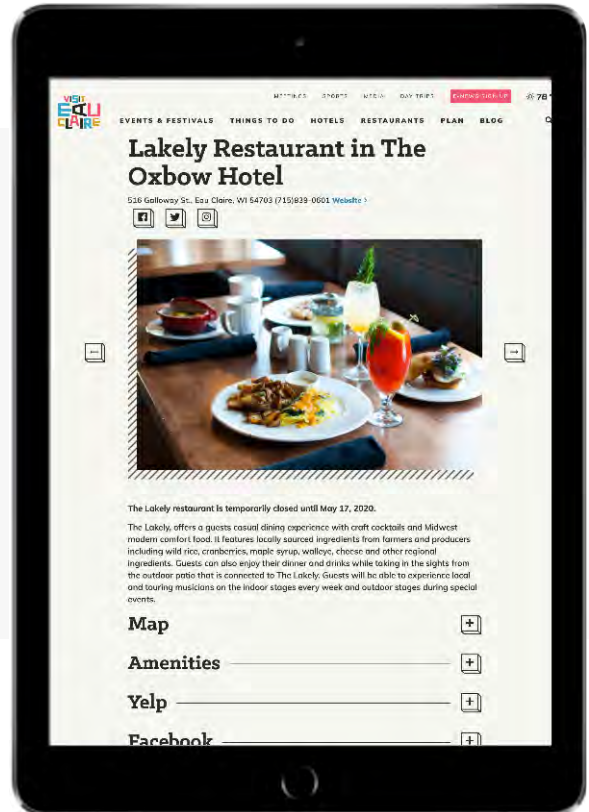 VISIT
EAU
CLAIRE
MEETINGS SPORTS MEDIA DAY TRIPS E-NEWS SIGN-UP 78°
EVENTS & FESTIVALS THINGS TO DO HOTELS RESTAURANTS PLAN BLOG
Lakely Restaurant in The
Oxbow Hotel
516 Galloway St., Eau Claire, WI 54703 (715)839-0601 Website >
The Lakely restaurant is temporarily closed until May 17, 2020.
The Lakely, offers a guests casual dining experience with craft cocktails and Midwest
modern comfort food. It features locally sourced ingredients from farmers and producers
including wild rice, cranberries, maple syrup, walleye, cheese and other regional
ingredients. Guests can also enjoy their dinner and drinks while taking in the sights from
the outdoor patio that is connected to The Lakely. Guests will be able to experience local
and touring musicians on the indoor stages every week and outdoor stages during special
events.
Map
Amenities
Yelp
Facebook